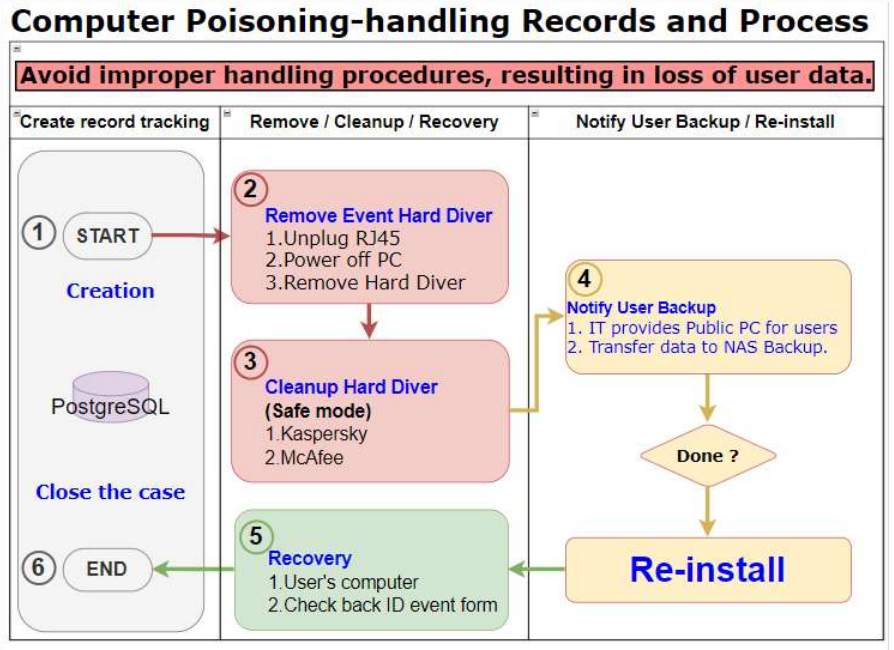 Computer Poisoning-handling Records and Process
Avoid improper handling procedures, resulting in loss of user data.
Create record tracking
Remove / Cleanup / Recovery
Notify User Backup / Re-install
1
START
Creation
PostgreSQL
Close the case
6
END
2
Remove Event Hard Diver
1.Unplug RJ45
2.Power off PC
3.Remove Hard Diver
3
Cleanup Hard Diver
(Safe mode)
1.Kaspersky
2.McAfee
4
Notify User Backup
1. IT provides Public PC for users
2. Transfer data to NAS Backup.
Done ?
Re-install
5
Recovery
1.User's computer
2.Check back ID event form